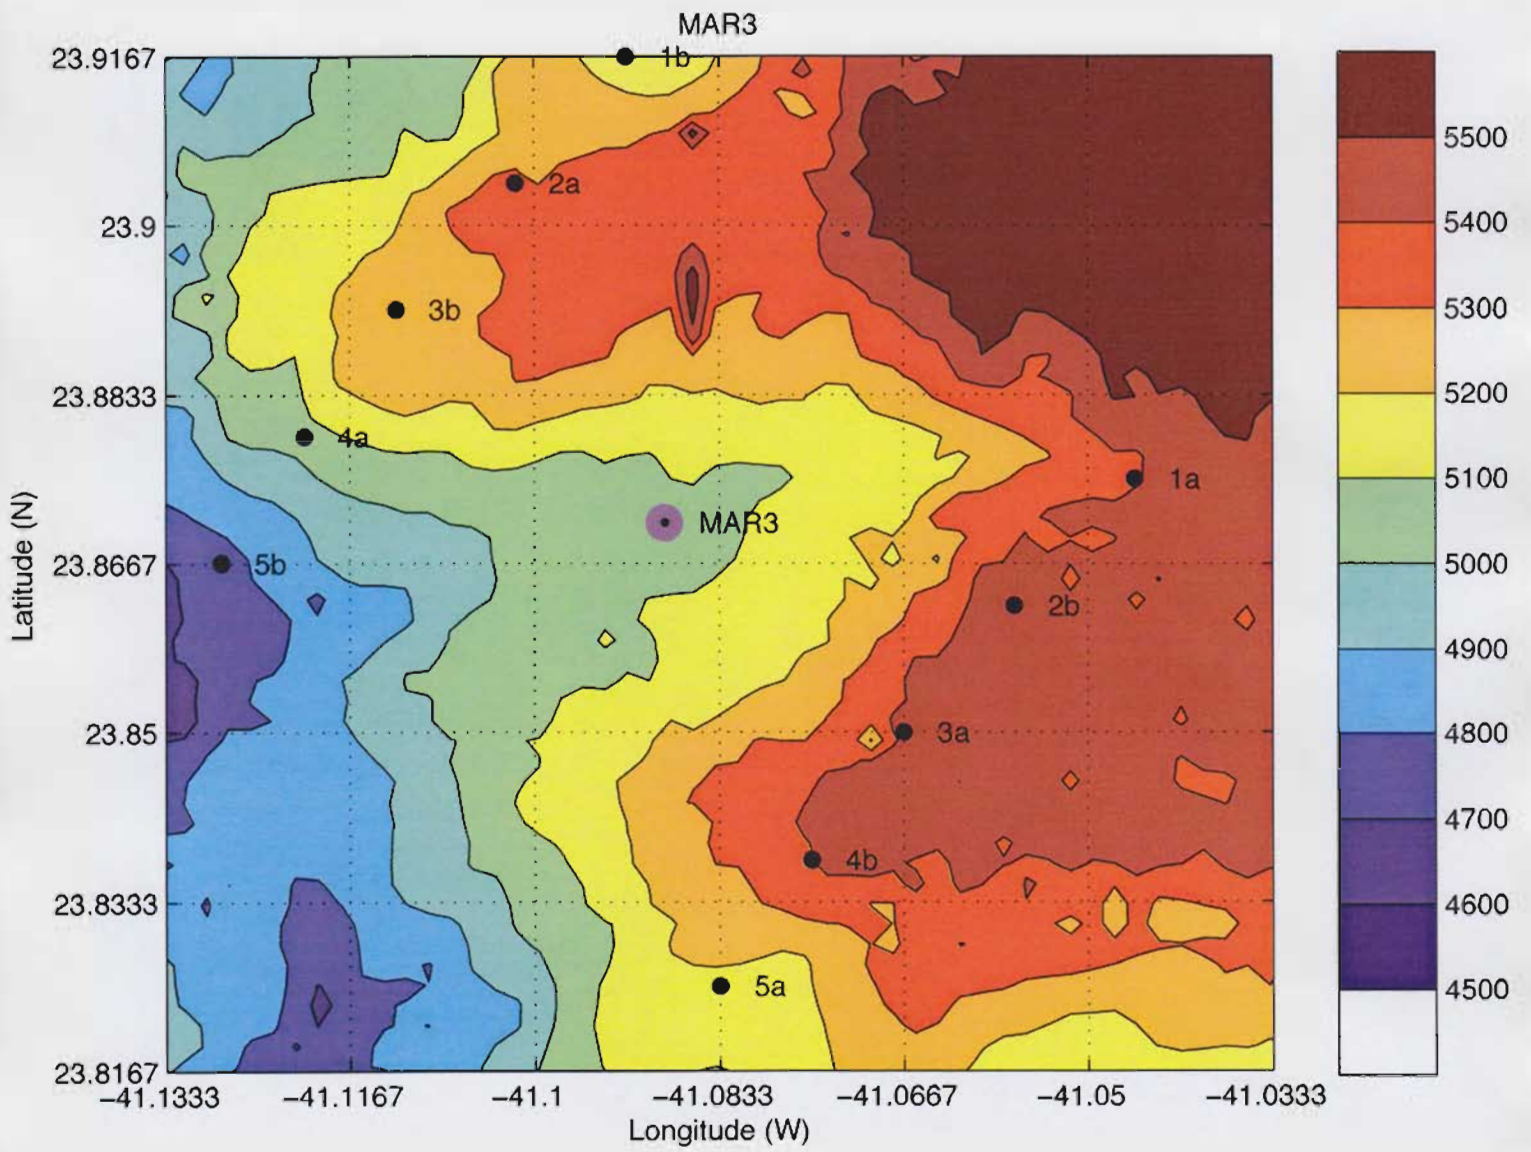 MAR3
23.9167
1b
5500
2a
5400
23.9
5300
3b
5200
23.8833
4a
5100
1a
MAR3
5000
23.8667
5b
2b
4900
23.85
3a
4800
4700
4b
4600
23.8333
5a
4500
23.8167
−41.1333
−41.1167
−41.1
−41.0833
−41.0667
−41.05
−41.0333
Latitude (N)
Longitude (W)